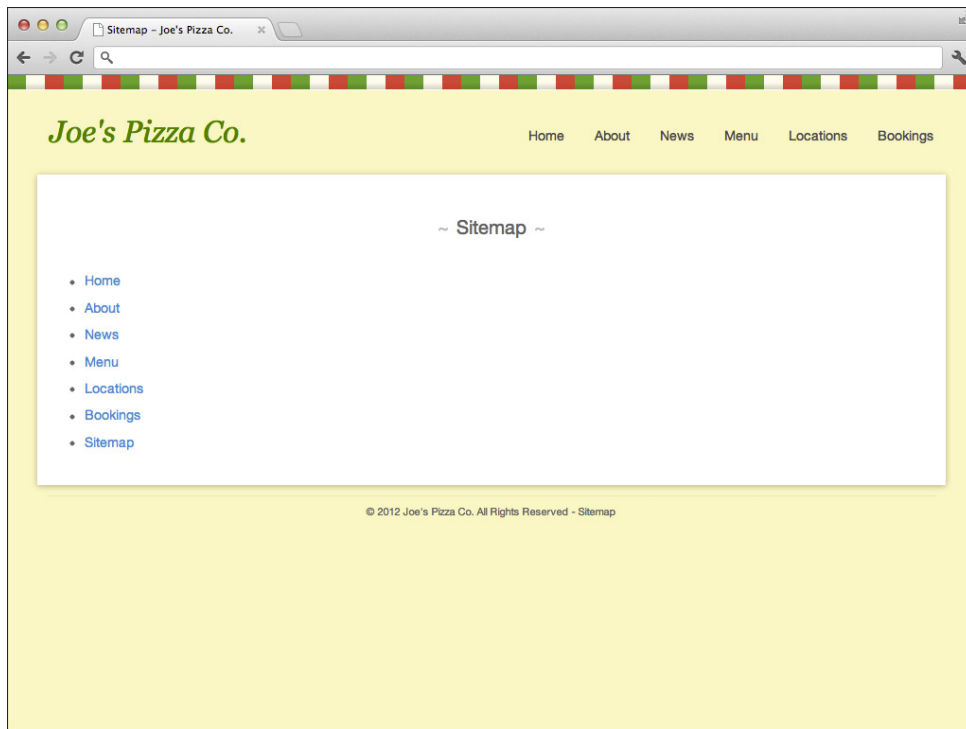 Sitemap – Joe's Pizza Co.
Joe's Pizza Co.
Home About News Menu Locations Bookings
~ Sitemap ~
• Home
• About
• News
• Menu
• Locations
• Bookings
• Sitemap
© 2012 Joe's Pizza Co. All Rights Reserved - Sitemap